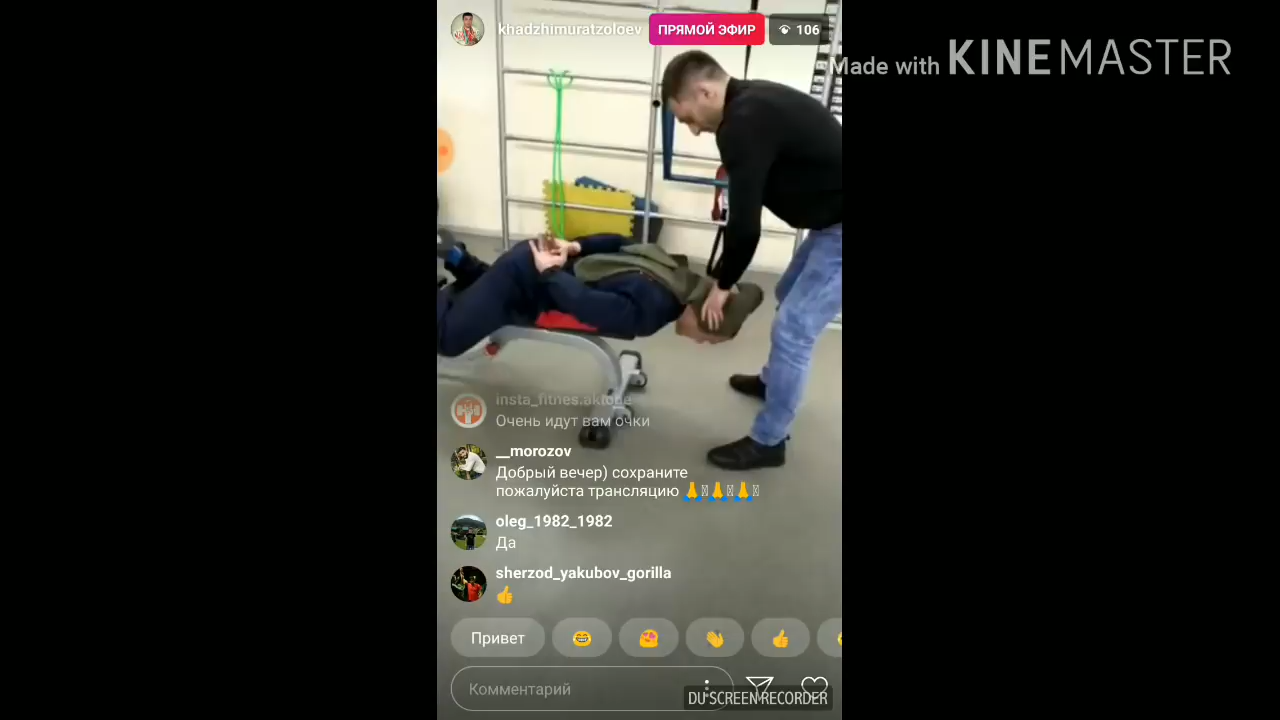 khadzhimuratzoloev ПРЯМОЙ ЭФИР 106
Made with KINEMASTER
insta_fitnes.aktobe
Очень идут вам очки
__morozov
Добрый вечер) сохраните
пожалуйста трансляцию 🙏🙏🙏
oleg_1982_1982
Да
sherzod_yakubov_gorilla
👍
Привет 😂 😍 👏 👍
Комментарий
DU SCREEN RECORDER